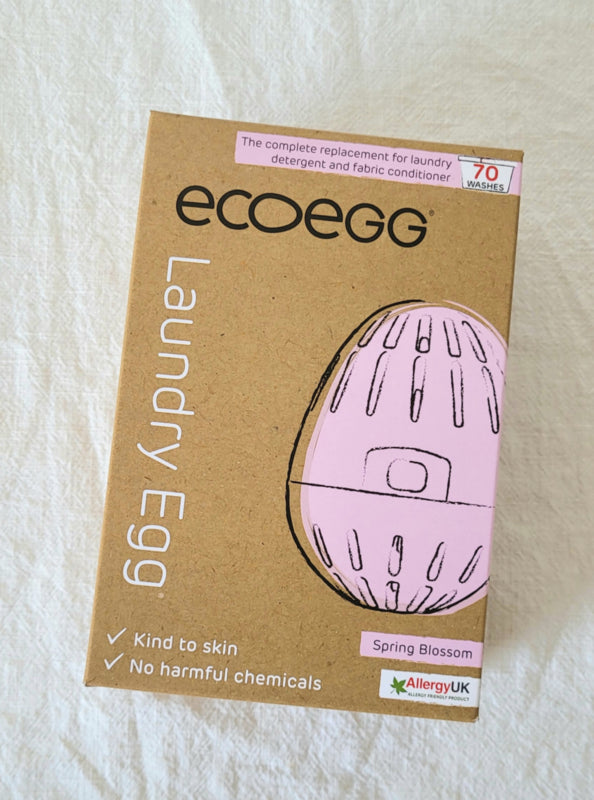 The complete replacement for laundry
detergent and fabric conditioner
70
WASHES
ecoegg®
Laundry Egg®
✓ Kind to skin
✓ No harmful chemicals
Spring Blossom
AllergyUK
ALLERGY FRIENDLY PRODUCT